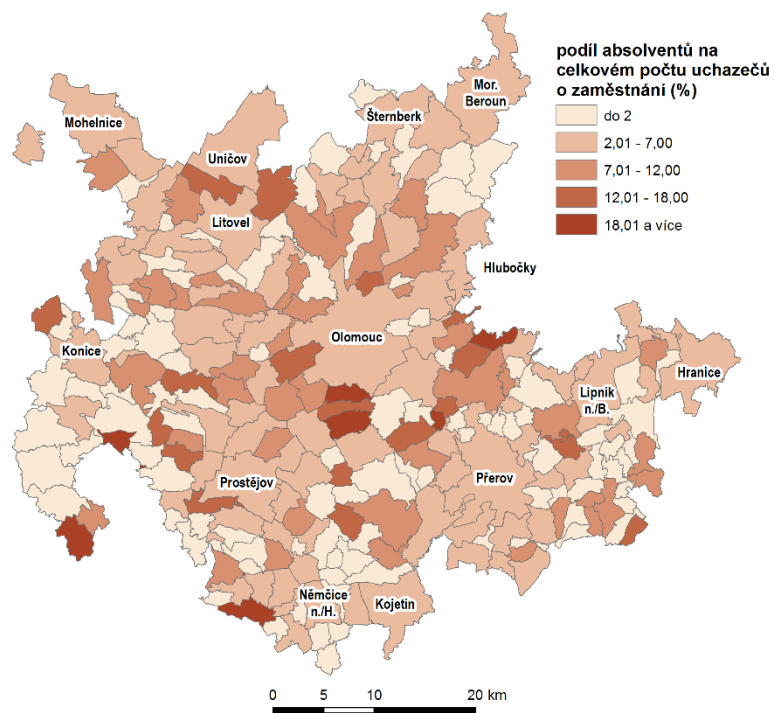 podíl absolventů na
celkovém počtu uchazečů
o zaměstnání (%)
do 2
2,01 - 7,00
7,01 - 12,00
12,01 - 18,00
18,01 a více
Mor.
Beroun
Šternberk
Mohelnice
Uničov
Litovel
Hlubočky
Olomouc
Konice
Hranice
Lipník
n./B.
Přerov
Prostějov
Němčice
n./H.
Kojetín
0 5 10 20 km